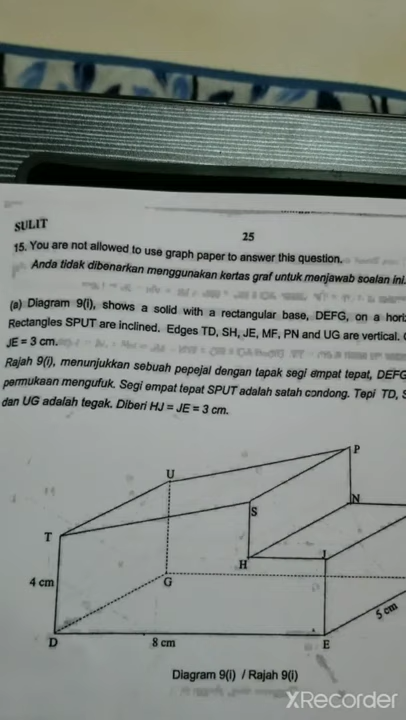 SULIT
25
15. You are not allowed to use graph paper to answer this question.
Anda tidak dibenarkan menggunakan kertas graf untuk menjawab soalan ini.
(a) Diagram 9(i), shows a solid with a rectangular base, DEFG, on a
Rectangles SPUT are inclined. Edges TD, SH, JE, MF, PN and UG are vertical.
JE = 3 cm.
Rajah 9(i), menunjukkan sebuah pepejal dengan tapak segi empat tepat, DEFG
permukaan mengufuk. Segi empat tepat SPUT adalah satah condong. Tepi TD,
dan UG adalah tegak. Diberi HJ = JE = 3 cm.
P
U
S
N
T
H
J
4 cm
G
5 cm
D
8 cm
E
Diagram 9(i) / Rajah 9(i)
XRecorder